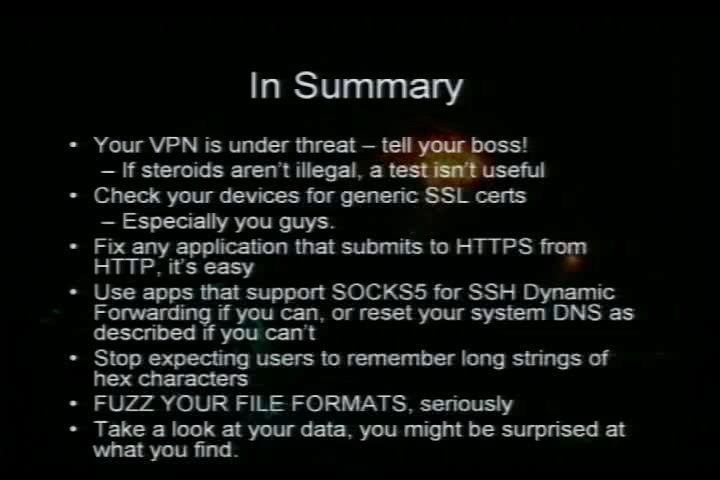 In Summary
• Your VPN is under threat – tell your boss!
– If steroids aren't illegal, a test isn't useful
• Check your devices for generic SSL certs
– Especially you guys.
• Fix any application that submits to HTTPS from
HTTP, it's easy
• Use apps that support SOCKS5 for SSH Dynamic
Forwarding if you can, or reset your system DNS as
described if you can't
• Stop expecting users to remember long strings of
hex characters
• FUZZ YOUR FILE FORMATS, seriously
• Take a look at your data, you might be surprised at
what you find.